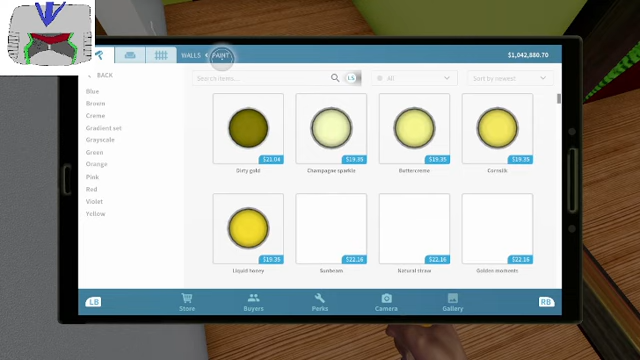 WALLS
PAINT
$1,042,880.70
BACK
Search items...
LS
All
Sort by newest!
Blue
Brown
Creme
Gradient set
Grayscale
Green
Orange
Pink
Red
Violet
Yellow
$21.04
$19.35
$19.35
$19.35
Dirty gold
Champagne sparkle
Buttercreme
Cornsilk
$19.35
$22.16
$22.16
$22.16
Liquid honey
Sunbeam
Natural straw
Golden moments
LB
Store
Buyers
Perks
Camera
Gallery
RB